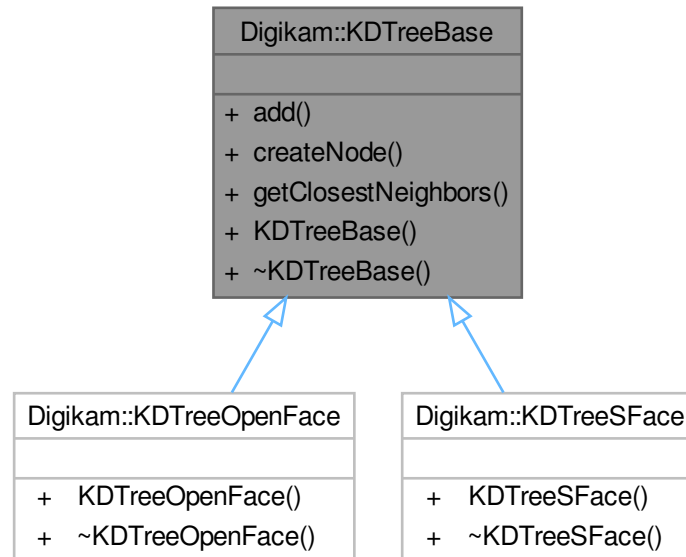 Digikam::KDTreeBase
+ add()
+ createNode()
+ getClosestNeighbors()
+ KDTreeBase()
+ ~KDTreeBase()
Digikam::KDTreeOpenFace
+ KDTreeOpenFace()
+ ~KDTreeOpenFace()
Digikam::KDTreeSFace
+ KDTreeSFace()
+ ~KDTreeSFace()